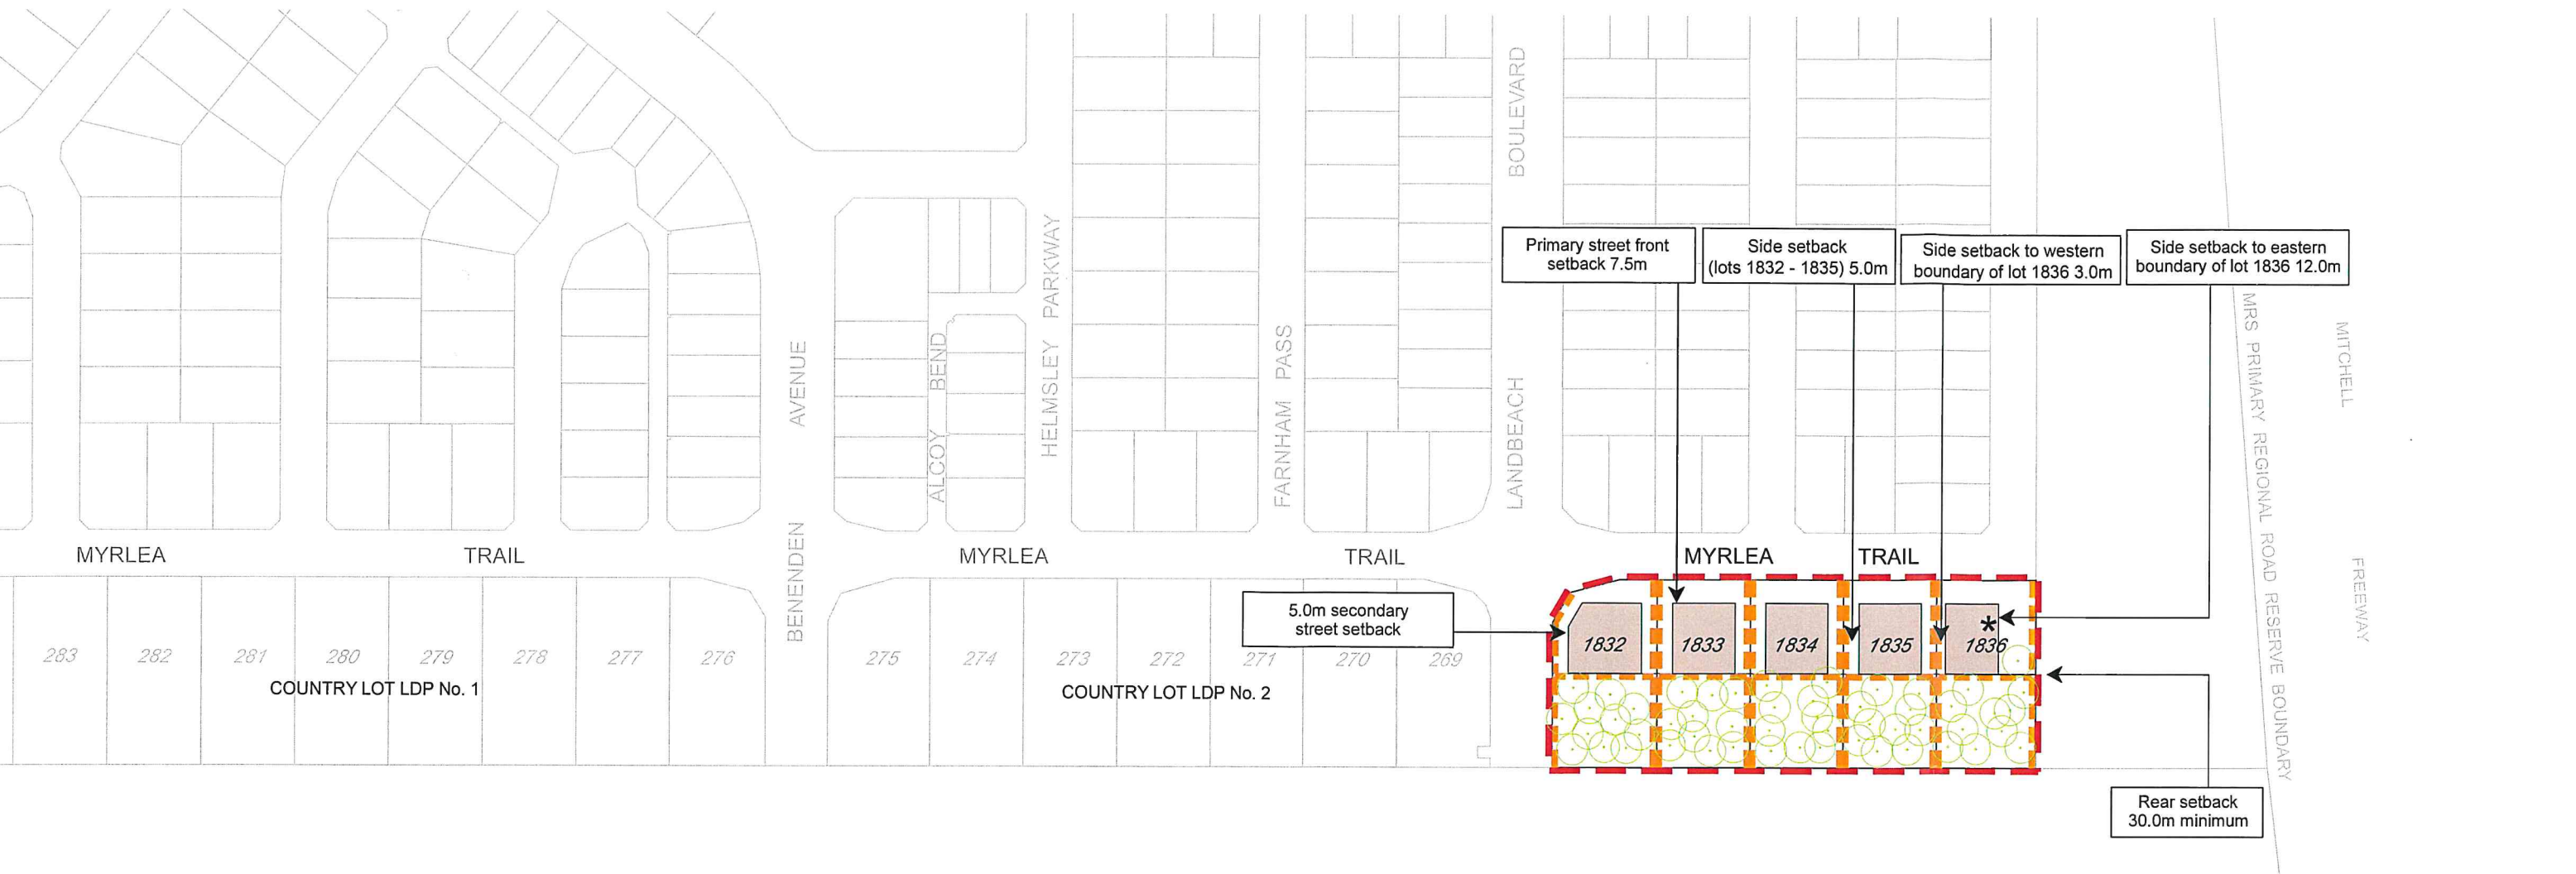 BOULEVARD
Primary street front
setback 7.5m
Side setback
(lots 1832 - 1835) 5.0m
Side setback to western
boundary of lot 1836 3.0m
Side setback to eastern
boundary of lot 1836 12.0m
AVENUE
ALCOY BEND
HELMSLEY PARKWAY
FARNHAM PASS
LANDBEACH
MRS PRIMARY REGIONAL ROAD RESERVE BOUNDARY
MITCHELL
FREEWAY
MYRLEA TRAIL
BENENDEN
MYRLEA TRAIL
MYRLEA TRAIL
5.0m secondary
street setback
283 282 281 280 279 278 277 276
275 274 273 272 271 270 269
1832 1833 1834 1835 1836
*
COUNTRY LOT LDP No. 1
COUNTRY LOT LDP No. 2
Rear setback
30.0m minimum